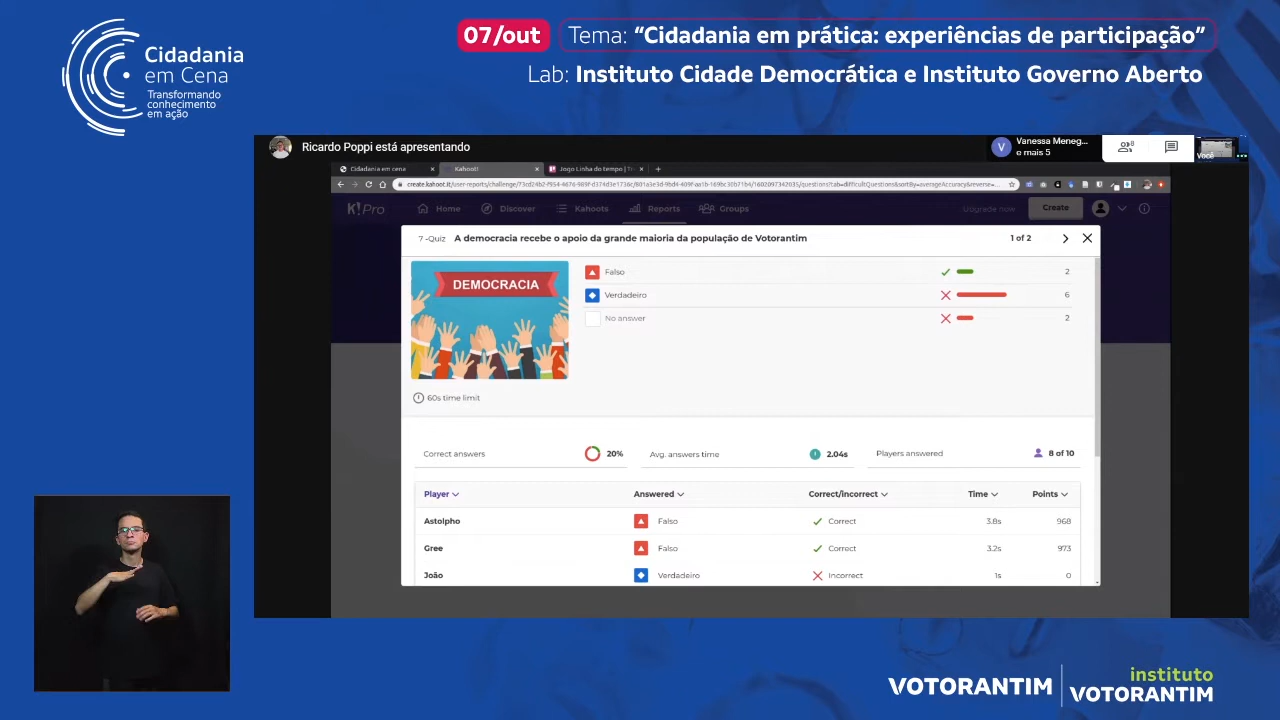 Cidadania
em Cena
Transformando
conhecimento
em ação
07/out Tema: “Cidadania em prática: experiências de participação”
Lab: Instituto Cidade Democrática e Instituto Governo Aberto
Ricardo Poppi está apresentando
V Vanessa Meneg...
e mais 5
Você
Cidadania em cena
Kahoot!
Jogo Linha do tempo | T
K! Pro Home Discover Kahoots Reports Groups Upgrade now Create
7 -Quiz A democracia recebe o apoio da grande maioria da população de Votorantim 1 of 2
DEMOCRACIA
Falso 2
Verdadeiro 6
No answer 2
60s time limit
Correct answers 20% Avg. answers time 2.04s Players answered 8 of 10
Player Answered Correct/incorrect Time Points
Astolpho Falso Correct 3.8s 968
Gree Falso Correct 3.2s 973
João Verdadeiro Incorrect 1s 0
VOTORANTIM
instituto
VOTORANTIM